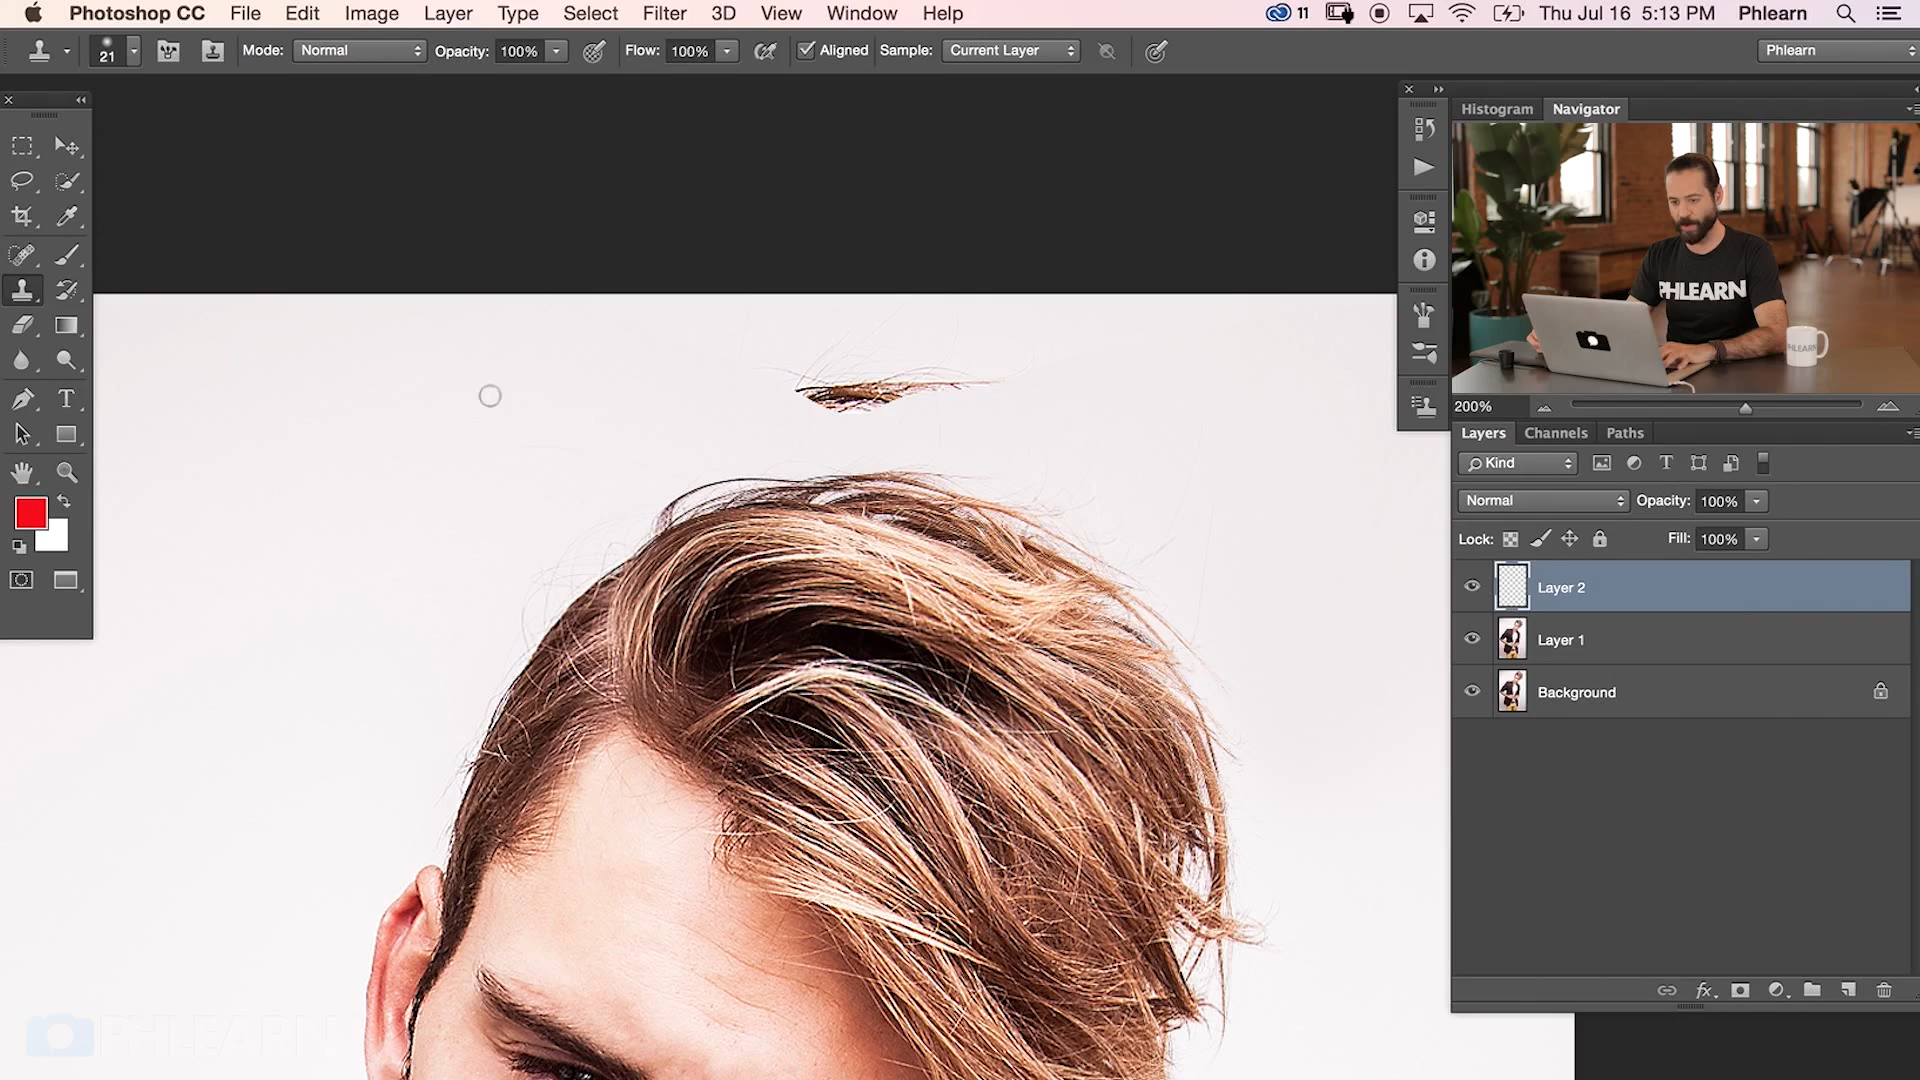 Photoshop CC File Edit Image Layer Type Select Filter 3D View Window Help 11 Thu Jul 16 5:13 PM Phlearn
21 Mode: Normal Opacity: 100% Flow: 100% Aligned Sample: Current Layer Phlearn
Histogram Navigator
PHLEARN
PHLEARN
200%
Layers Channels Paths
Kind
Normal Opacity: 100%
Lock: Fill: 100%
Layer 2
Layer 1
Background
PHLEARN